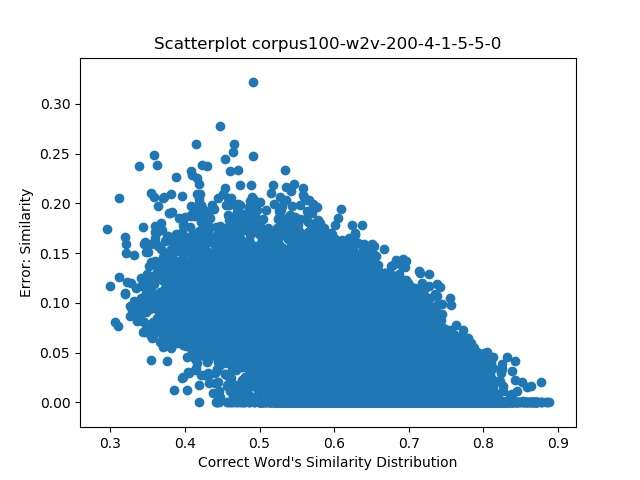 Scatterplot corpus100-w2v-200-4-1-5-5-0
0.30
0.25
0.20
0.15
0.10
0.05
0.00
Error: Similarity
0.3 0.4 0.5 0.6 0.7 0.8 0.9
Correct Word's Similarity Distribution